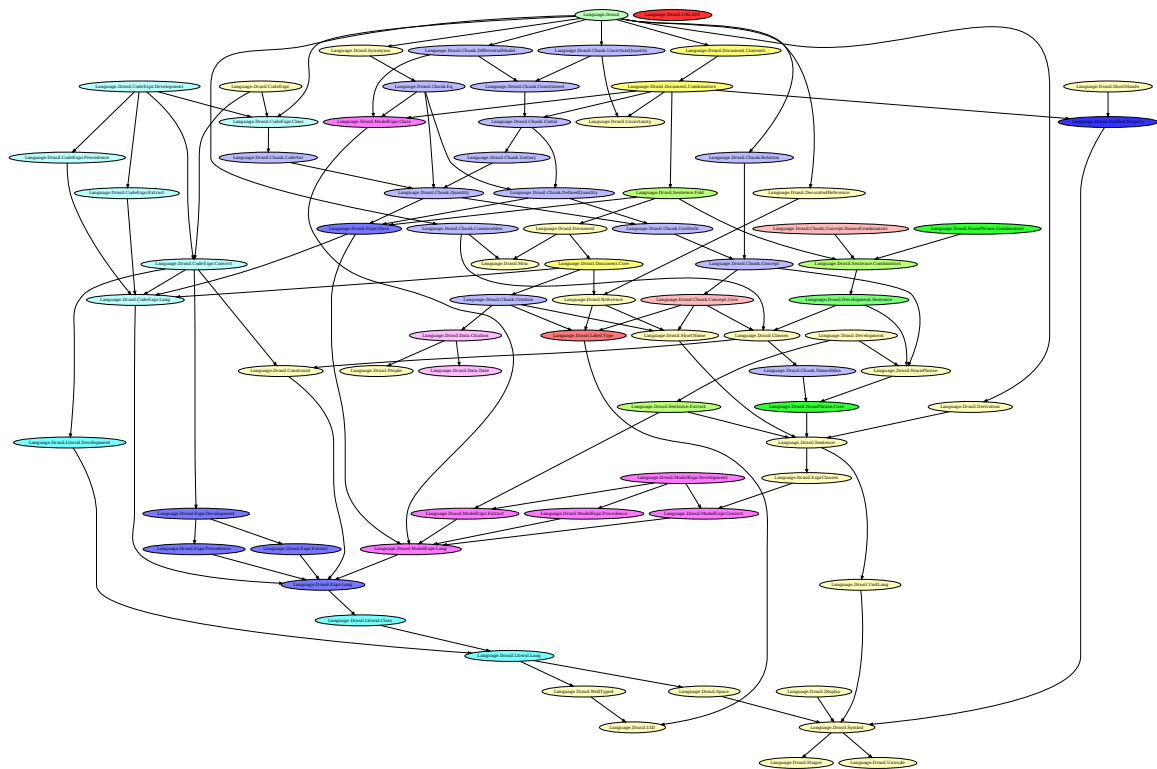 Language.Drasil
Language.Drasil.UID.Sys
Language.Drasil.Synonyms
Language.Drasil.Chunk.DifferentialModel
Language.Drasil.Chunk.UncertainQuantity
Language.Drasil.Document.Contents
Language.Drasil.CodeExpr.Development
Language.Drasil.CodeExpr
Language.Drasil.Chunk.Eq
Language.Drasil.Chunk.Constrained
Language.Drasil.Document.Combinators
Language.Drasil.ShortHands
Language.Drasil.CodeExpr.Class
Language.Drasil.ModelExpr.Class
Language.Drasil.Chunk.Unital
Language.Drasil.Uncertainty
Language.Drasil.CodeExpr.Precedence
Language.Drasil.Chunk.CodeVar
Language.Drasil.Chunk.Unitary
Language.Drasil.Chunk.Relation
Language.Drasil.CodeExpr.Extract
Language.Drasil.Chunk.Quantity
Language.Drasil.Chunk.DefinedQuantity
Language.Drasil.Sentence.Fold
Language.Drasil.DecoratedReference
Language.Drasil.Expr.Class
Language.Drasil.Chunk.CommonIdea
Language.Drasil.Document
Language.Drasil.Chunk.UnitDefn
Language.Drasil.Chunk.Concept.NamedCombinators
Language.Drasil.NounPhrase.Combinators
Language.Drasil.CodeExpr.Convert
Language.Drasil.Misc
Language.Drasil.Document.Core
Language.Drasil.Chunk.Concept
Language.Drasil.Sentence.Combinators
Language.Drasil.CodeExpr.Lang
Language.Drasil.Chunk.Citation
Language.Drasil.Reference
Language.Drasil.Chunk.Concept.Core
Language.Drasil.Development.Sentence
Language.Drasil.Data.Citation
Language.Drasil.Label.Type
Language.Drasil.ShortName
Language.Drasil.Classes
Language.Drasil.Development
Language.Drasil.Constraint
Language.Drasil.People
Language.Drasil.Data.Date
Language.Drasil.Chunk.NamedIdea
Language.Drasil.NounPhrase
Language.Drasil.Sentence.Extract
Language.Drasil.NounPhrase.Core
Language.Drasil.Derivation
Language.Drasil.Literal.Development
Language.Drasil.Sentence
Language.Drasil.ModelExpr.Development
Language.Drasil.ExprClasses
Language.Drasil.Expr.Development
Language.Drasil.ModelExpr.Extract
Language.Drasil.ModelExpr.Precedence
Language.Drasil.ModelExpr.Convert
Language.Drasil.Expr.Precedence
Language.Drasil.Expr.Extract
Language.Drasil.ModelExpr.Lang
Language.Drasil.Expr.Lang
Language.Drasil.UnitLang
Language.Drasil.Literal.Class
Language.Drasil.Literal.Lang
Language.Drasil.WellTyped
Language.Drasil.Space
Language.Drasil.Display
Language.Drasil.UID
Language.Drasil.Symbol
Language.Drasil.Stages
Language.Drasil.Unicode